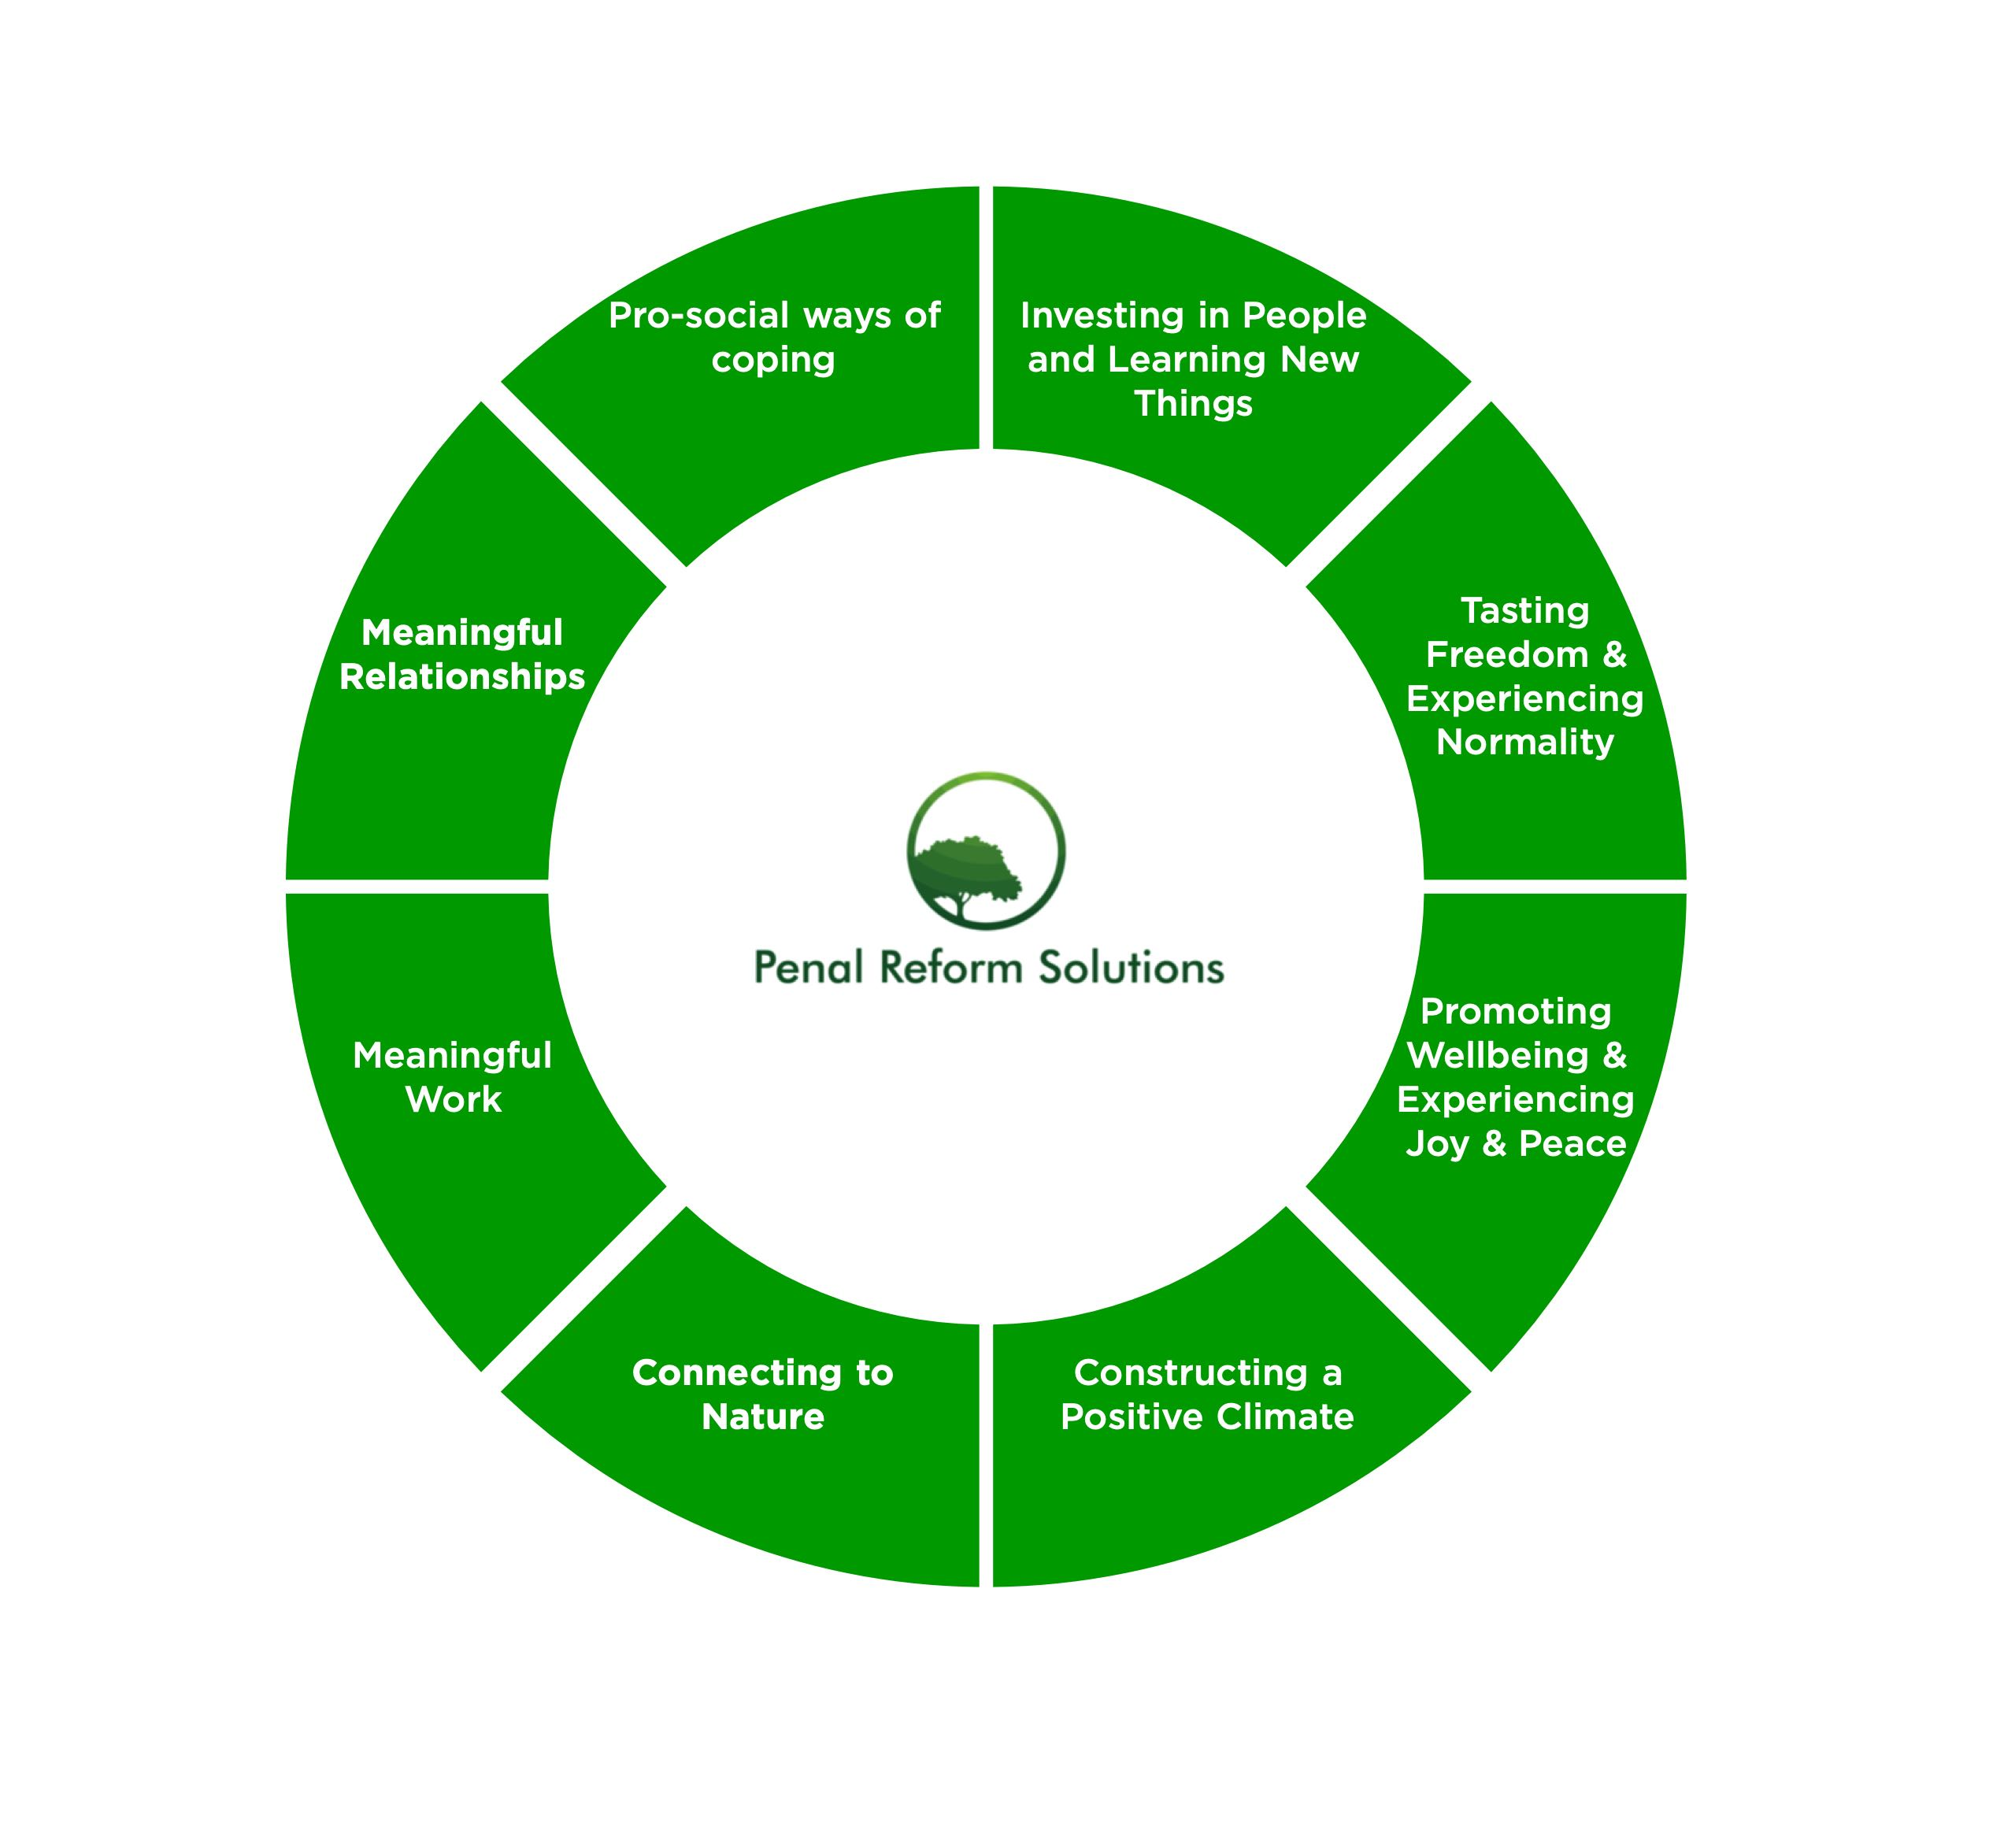 Pro-social ways of
coping
Investing in People
and Learning New
Things
Tasting
Freedom &
Experiencing
Normality
Promoting
Wellbeing &
Experiencing
Joy & Peace
Constructing a
Positive Climate
Connecting to
Nature
Meaningful
Work
Meaningful
Relationships
Penal Reform Solutions